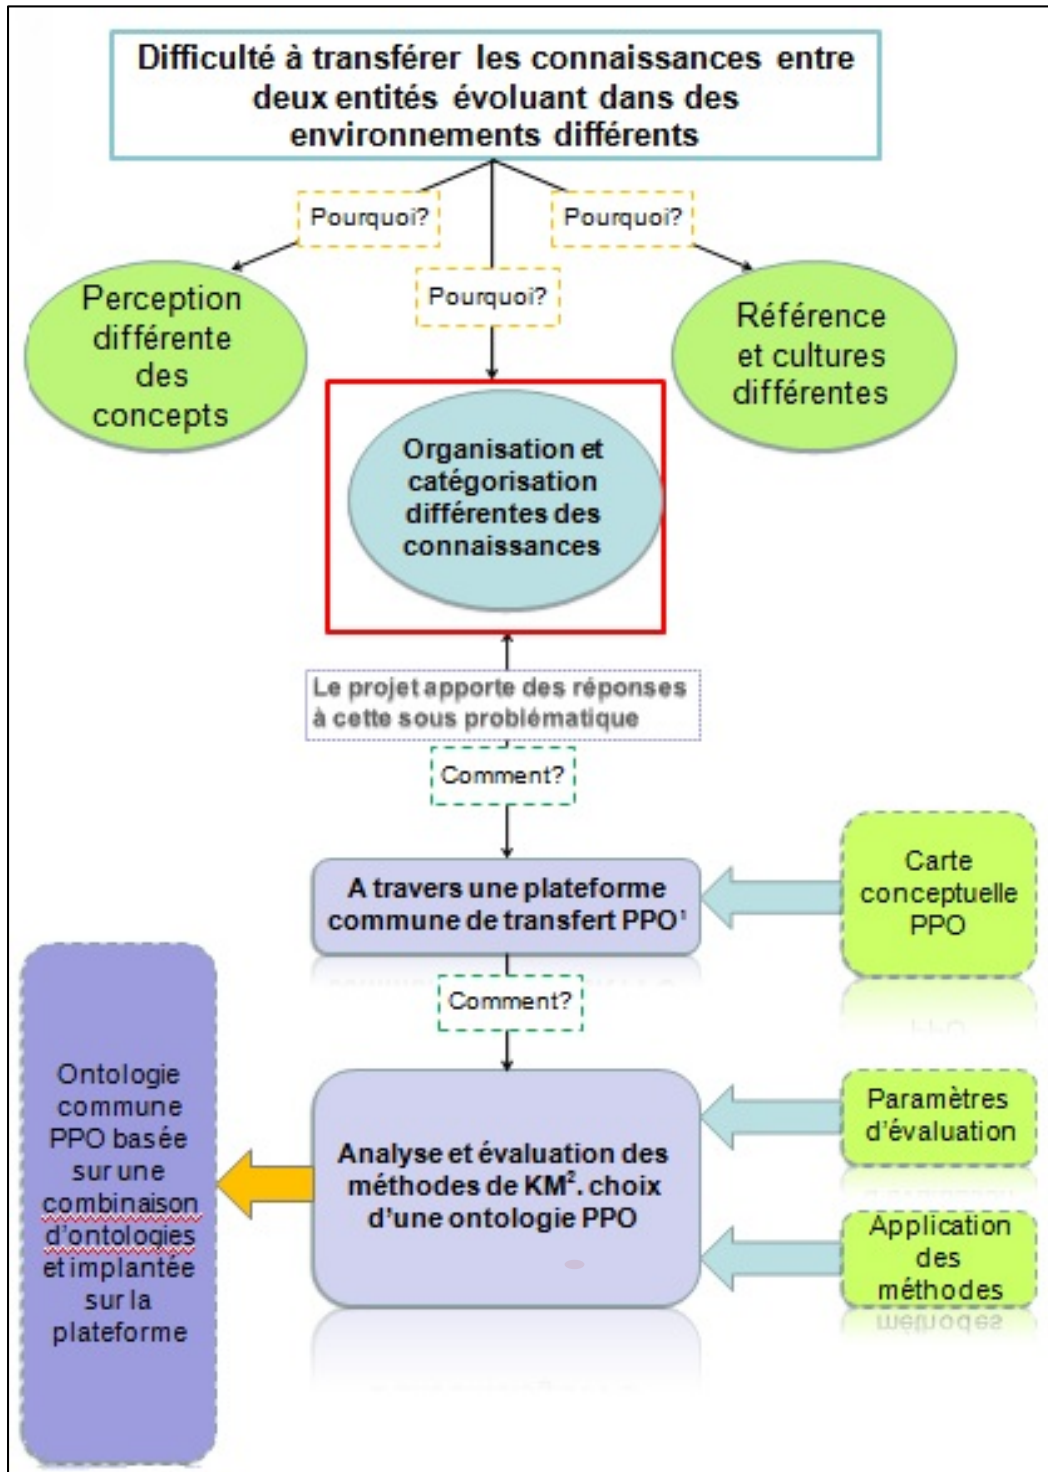 Difficulté à transférer les connaissances entre
deux entités évoluant dans des
environnements différents
Pourquoi?
Pourquoi?
Pourquoi?
Perception
différente
des
concepts
Référence
et cultures
différentes
Organisation et
catégorisation
différentes des
connaissances
Le projet apporte des réponses
à cette sous problématique
Comment?
A travers une plateforme
commune de transfert PPO¹
Carte
conceptuelle
PPO
Comment?
Ontologie
commune
PPO basée
sur une
combinaison
d'ontologies
et implantée
sur la
plateforme
Analyse et évaluation des
méthodes de KM². choix
d'une ontologie PPO
Paramètres
d'évaluation
Application
des
méthodes